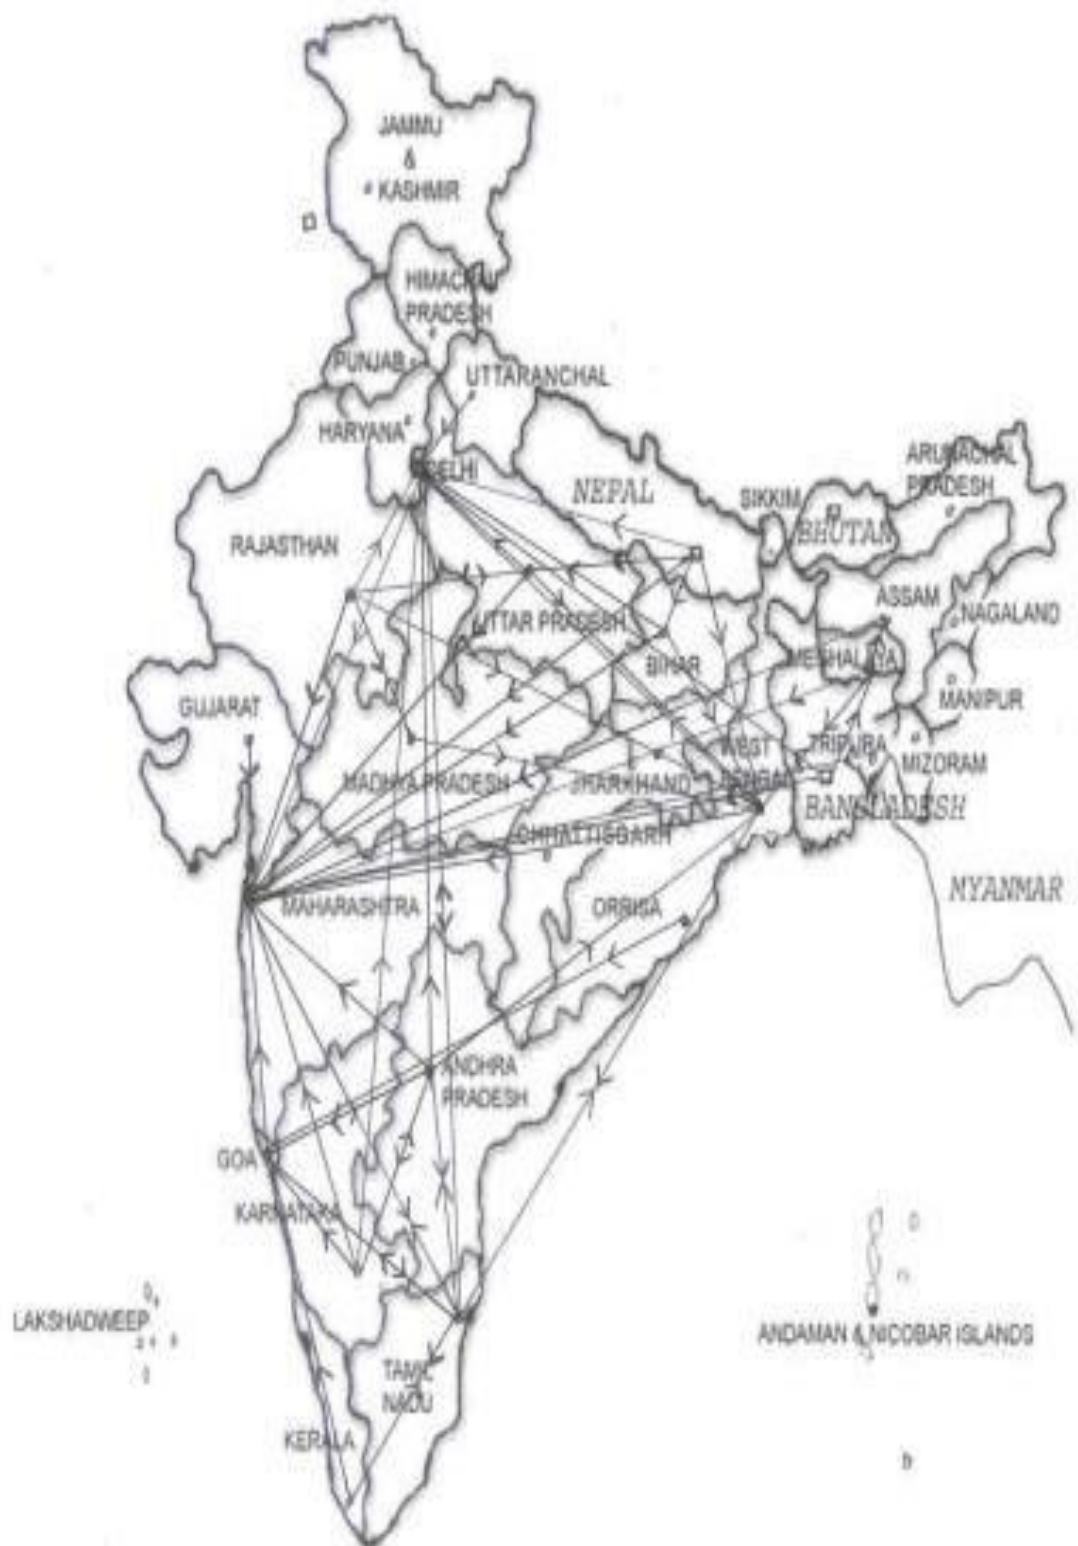 JAMMU
&
KASHMIR
HIMACHAL
PRADESH
PUNJAB
UTTARANCHAL
HARYANA
DELHI
ARUNACHAL
PRADESH
NEPAL
SIKKIM
BHUTAN
RAJASTHAN
ASSAM
NAGALAND
UTTAR PRADESH
BIHAR
MEGHALAYA
MANIPUR
GUJARAT
WEST
BENGAL
TRIPURA
MIZORAM
MADHYA PRADESH
JHARKHAND
BANGLADESH
CHHATTISGARH
MYANMAR
MAHARASHTRA
ORRISA
ANDHRA
PRADESH
GOA
KARNATAKA
LAKSHADWEEP
ANDAMAN & NICOBAR ISLANDS
TAMIL
NADU
KERALA